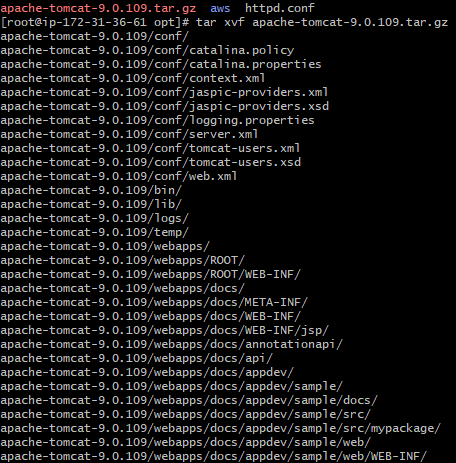 apache-tomcat-9.0.109.tar.gz  aws  httpd.conf
[root@ip-172-31-36-61 opt]# tar xvf apache-tomcat-9.0.109.tar.gz
apache-tomcat-9.0.109/conf/
apache-tomcat-9.0.109/conf/catalina.policy
apache-tomcat-9.0.109/conf/catalina.properties
apache-tomcat-9.0.109/conf/context.xml
apache-tomcat-9.0.109/conf/jaspic-providers.xml
apache-tomcat-9.0.109/conf/jaspic-providers.xsd
apache-tomcat-9.0.109/conf/logging.properties
apache-tomcat-9.0.109/conf/server.xml
apache-tomcat-9.0.109/conf/tomcat-users.xml
apache-tomcat-9.0.109/conf/tomcat-users.xsd
apache-tomcat-9.0.109/conf/web.xml
apache-tomcat-9.0.109/bin/
apache-tomcat-9.0.109/lib/
apache-tomcat-9.0.109/logs/
apache-tomcat-9.0.109/temp/
apache-tomcat-9.0.109/webapps/
apache-tomcat-9.0.109/webapps/ROOT/
apache-tomcat-9.0.109/webapps/ROOT/WEB-INF/
apache-tomcat-9.0.109/webapps/docs/
apache-tomcat-9.0.109/webapps/docs/META-INF/
apache-tomcat-9.0.109/webapps/docs/WEB-INF/
apache-tomcat-9.0.109/webapps/docs/WEB-INF/jsp/
apache-tomcat-9.0.109/webapps/docs/annotationapi/
apache-tomcat-9.0.109/webapps/docs/api/
apache-tomcat-9.0.109/webapps/docs/appdev/
apache-tomcat-9.0.109/webapps/docs/appdev/sample/
apache-tomcat-9.0.109/webapps/docs/appdev/sample/docs/
apache-tomcat-9.0.109/webapps/docs/appdev/sample/src/
apache-tomcat-9.0.109/webapps/docs/appdev/sample/src/mypackage/
apache-tomcat-9.0.109/webapps/docs/appdev/sample/web/
apache-tomcat-9.0.109/webapps/docs/appdev/sample/web/WEB-INF/